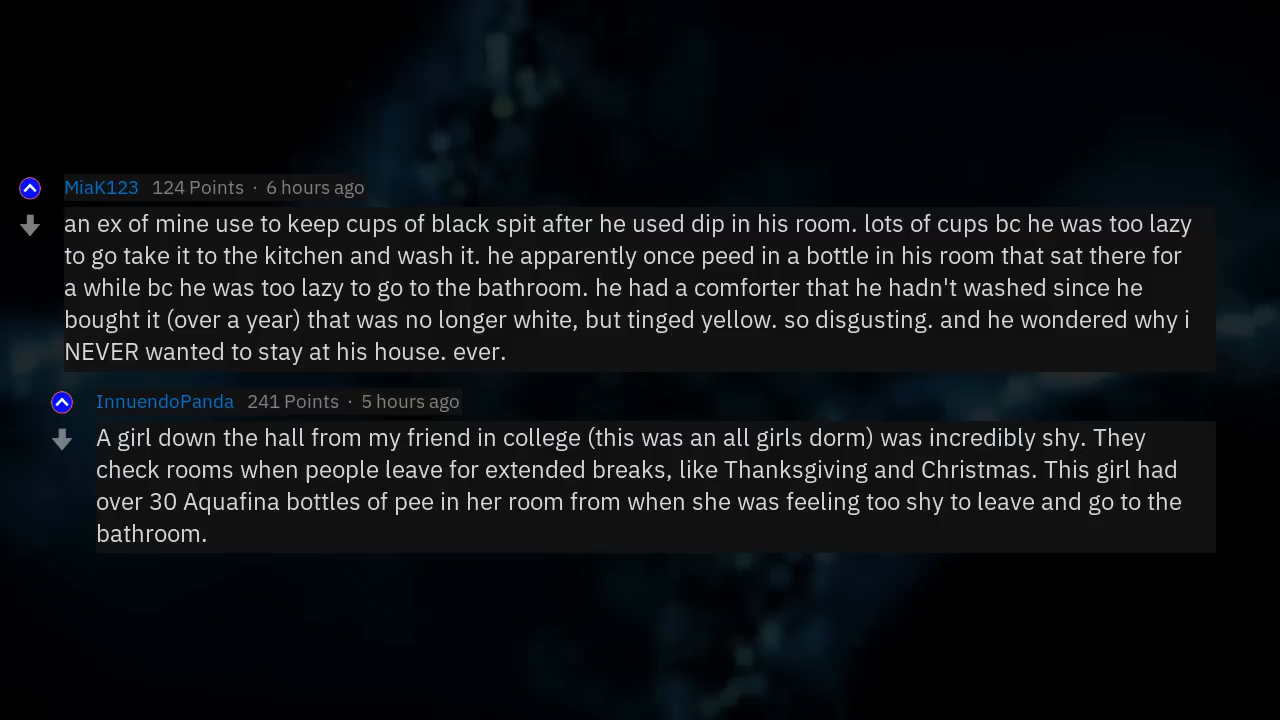 MiaK123 124 Points · 6 hours ago
an ex of mine use to keep cups of black spit after he used dip in his room. lots of cups bc he was too lazy
to go take it to the kitchen and wash it. he apparently once peed in a bottle in his room that sat there for
a while bc he was too lazy to go to the bathroom. he had a comforter that he hadn't washed since he
bought it (over a year) that was no longer white, but tinged yellow. so disgusting. and he wondered why i
NEVER wanted to stay at his house. ever.
InnuendoPanda 241 Points · 5 hours ago
A girl down the hall from my friend in college (this was an all girls dorm) was incredibly shy. They
check rooms when people leave for extended breaks, like Thanksgiving and Christmas. This girl had
over 30 Aquafina bottles of pee in her room from when she was feeling too shy to leave and go to the
bathroom.